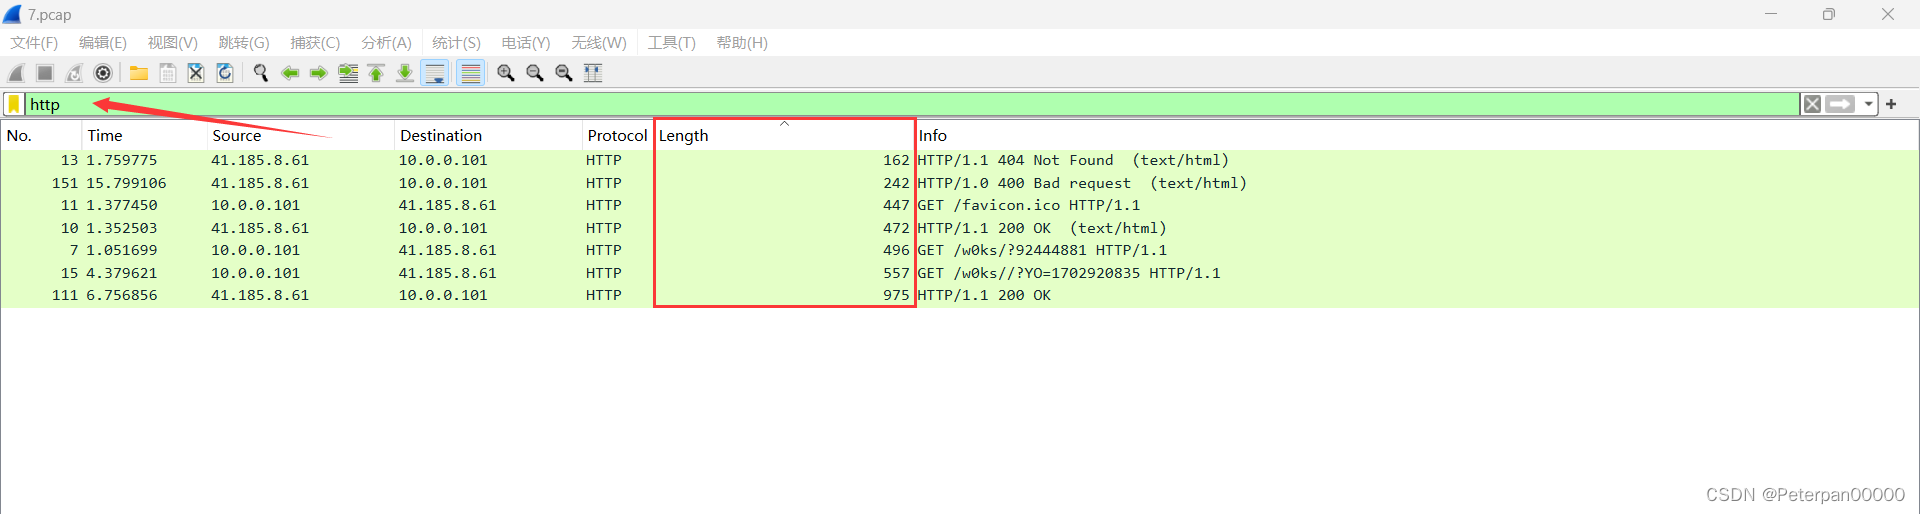 7.pcap
文件(F) 编辑(E) 视图(V) 跳转(G) 捕获(C) 分析(A) 统计(S) 电话(Y) 无线(W) 工具(T) 帮助(H)
http
No. Time Source Destination Protocol Length Info
13 1.759775 41.185.8.61 10.0.0.101 HTTP 162 HTTP/1.1 404 Not Found (text/html)
151 15.799106 41.185.8.61 10.0.0.101 HTTP 242 HTTP/1.0 400 Bad request (text/html)
11 1.377450 10.0.0.101 41.185.8.61 HTTP 447 GET /favicon.ico HTTP/1.1
10 1.352503 41.185.8.61 10.0.0.101 HTTP 472 HTTP/1.1 200 OK (text/html)
7 1.051699 10.0.0.101 41.185.8.61 HTTP 496 GET /w0ks/?92444881 HTTP/1.1
15 4.379621 10.0.0.101 41.185.8.61 HTTP 557 GET /w0ks//?YO=1702920835 HTTP/1.1
111 6.756856 41.185.8.61 10.0.0.101 HTTP 975 HTTP/1.1 200 OK
CSDN @Peterpan00000